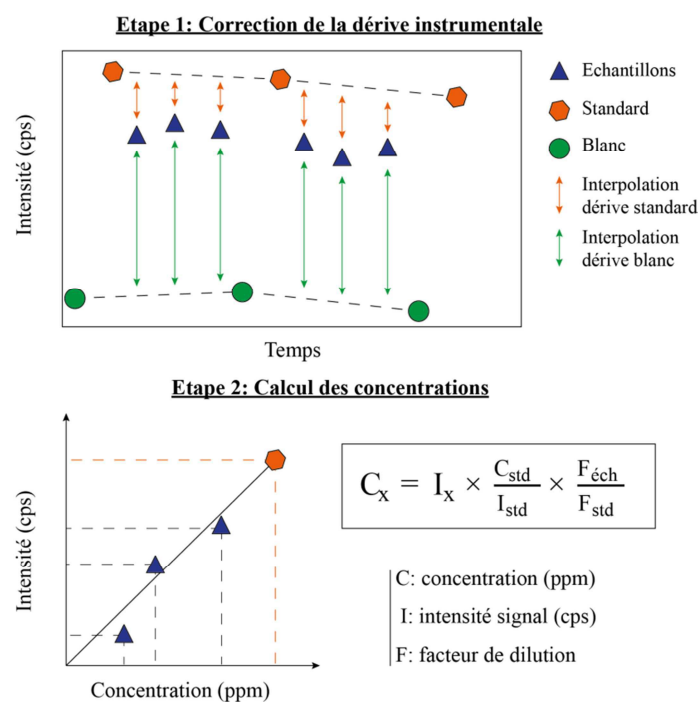 Etape 1: Correction de la dérive instrumentale
Intensité (cps)
Temps
Echantillons
Standard
Blanc
Interpolation
dérive standard
Interpolation
dérive blanc
Etape 2: Calcul des concentrations
Intensité (cps)
Concentration (ppm)
Cx = Ix × Cstd/Istd × Féch/Fstd
C: concentration (ppm)
I: intensité signal (cps)
F: facteur de dilution